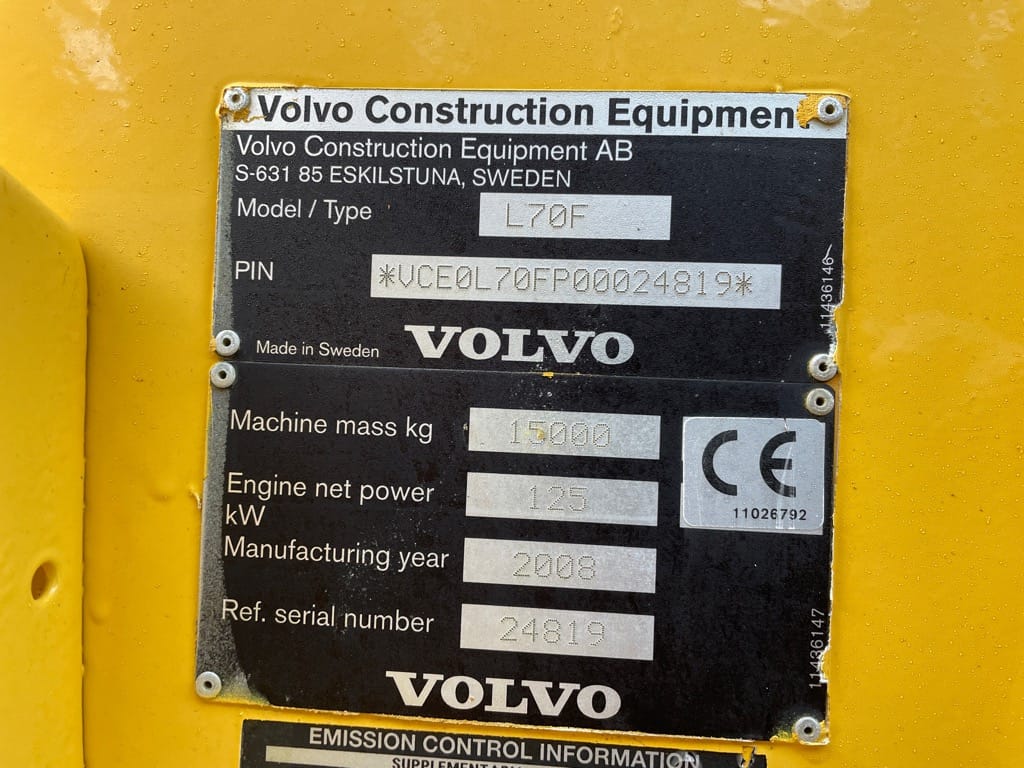 Volvo Construction Equipment
Volvo Construction Equipment AB
S-631 85 ESKILSTUNA, SWEDEN
Model / Type L70F
PIN *VCE0L70FP00024819*
11436146
Made in Sweden VOLVO
Machine mass kg 15000
CE
11026792
Engine net power 125
kW
Manufacturing year 2008
Ref. serial number 24819
11436147
VOLVO
EMISSION CONTROL INFORMATION